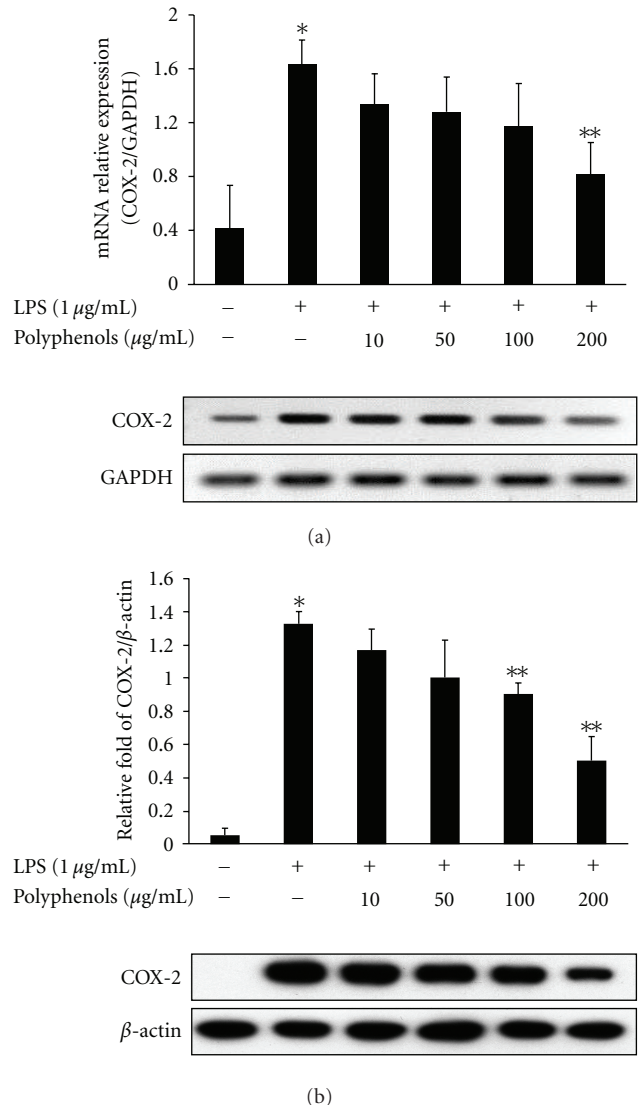 2
1.6
1.2
0.8
0.4
0
mRNA relative expression
(COX-2/GAPDH)
*
**
LPS (1 µg/mL) − + + + + +
Polyphenols (µg/mL) − − 10 50 100 200
COX-2
GAPDH
(a)
1.6
1.4
1.2
1
0.8
0.6
0.4
0.2
0
Relative fold of COX-2/β-actin
*
**
**
LPS (1 µg/mL) − + + + + +
Polyphenols (µg/mL) − − 10 50 100 200
COX-2
β-actin
(b)